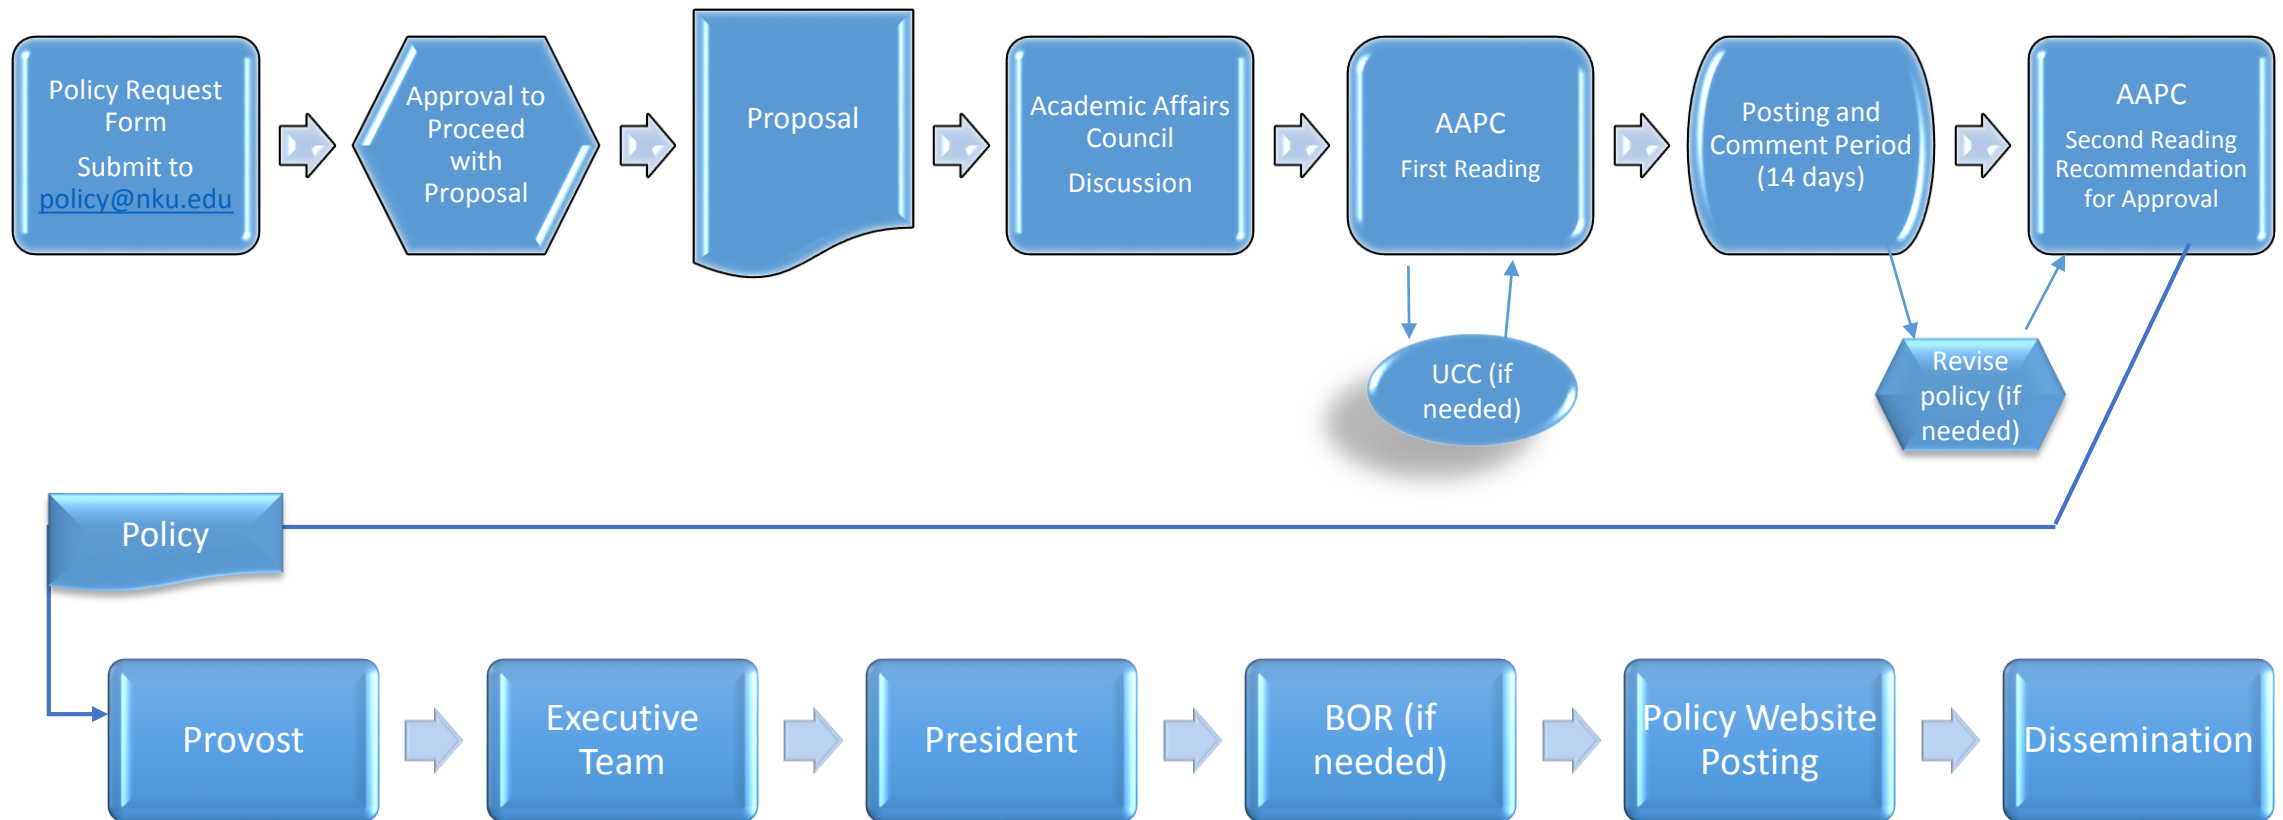 Policy Request
Form
Submit to
policy@nku.edu
Approval to
Proceed
with
Proposal
Proposal
Academic Affairs
Council
Discussion
AAPC
First Reading
Posting and
Comment Period
(14 days)
AAPC
Second Reading
Recommendation
for Approval
UCC (if
needed)
Revise
policy (if
needed)
Policy
Provost
Executive
Team
President
BOR (if
needed)
Policy Website
Posting
Dissemination